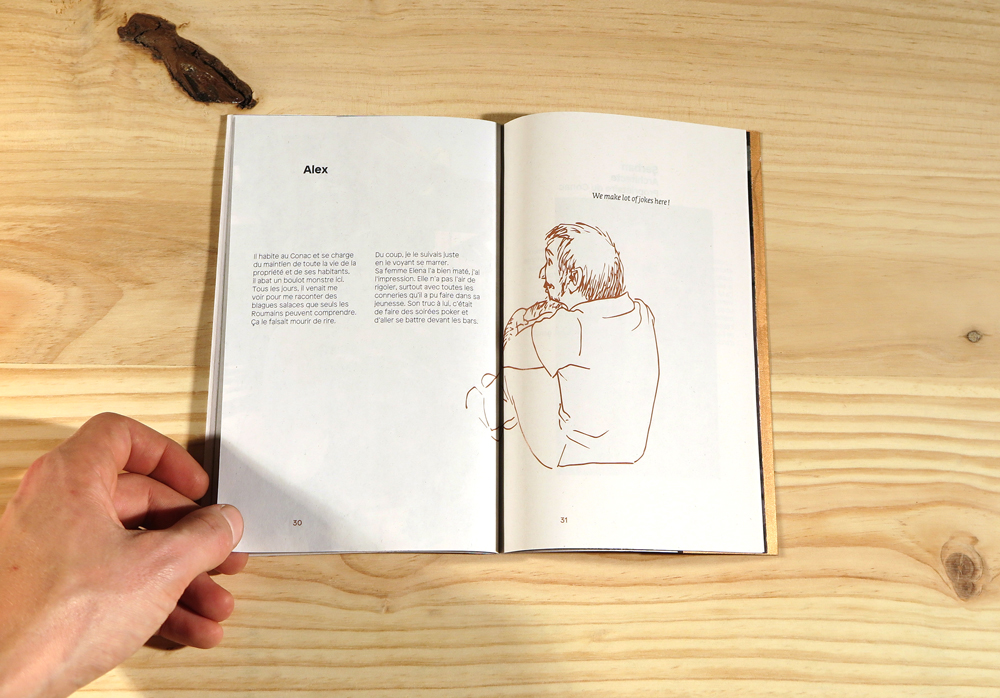 Alex
Il habite au Conac et se charge
du maintien de toute la vie de la
propriété et de ses habitants,
il abat un boulot monstre ici.
Tous les jours, il venait me
voir pour me raconter des
blagues salaces que seuls les
Roumains peuvent comprendre.
Ça le faisait mourir de rire.
Du coup, je le suivais juste
en le voyant se marrer.
Sa femme Elena l'a bien maté, j'ai
l'impression. Elle n'a pas l'air de
rigoler, surtout avec toutes les
conneries qu'il a pu faire dans sa
jeunesse. Son truc à lui, c'était
de faire des soirées poker et
d'aller se battre devant les bars.
30
We make lot of jokes here !
31